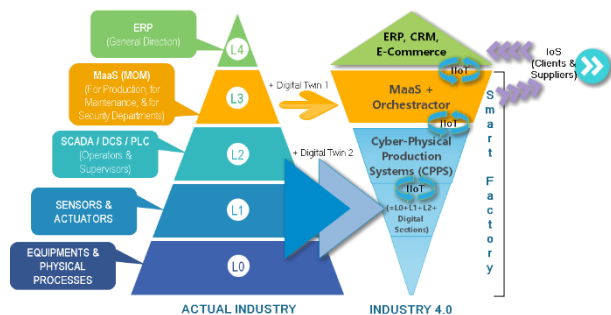 ERP
(General Direction)
L4
MaaS (MOM)
(For Production, for
Maintenance, & for
Security Departments)
L3
SCADA / DCS / PLC
(Operators &
Supervisors)
L2
SENSORS &
ACTUATORS
L1
EQUIPMENTS &
PHYSICAL
PROCESSES
L0
ACTUAL INDUSTRY
+ Digital Twin 1
+ Digital Twin 2
ERP, CRM,
E-Commerce
IIoT
MaaS +
Orchestractor
IIoT
Cyber-Physical
Production
Systems (CPPS)
IIoT
(=L0+L1+L2+
Digital
Sections)
INDUSTRY 4.0
IoS
(Clients &
Suppliers)
Smart Factory